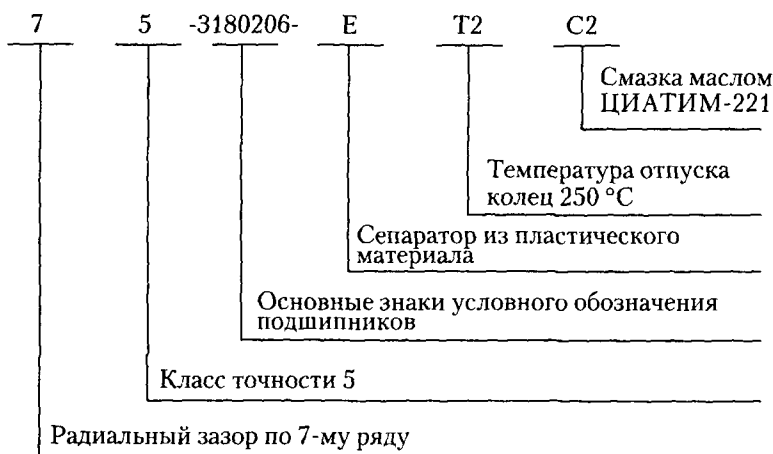 7 5 -3180206- Е Т2 С2
Смазка маслом
ЦИАТИМ-221
Температура отпуска
колец 250 °С
Сепаратор из пластического
материала
Основные знаки условного обозначения
подшипников
Класс точности 5
Радиальный зазор по 7-му ряду